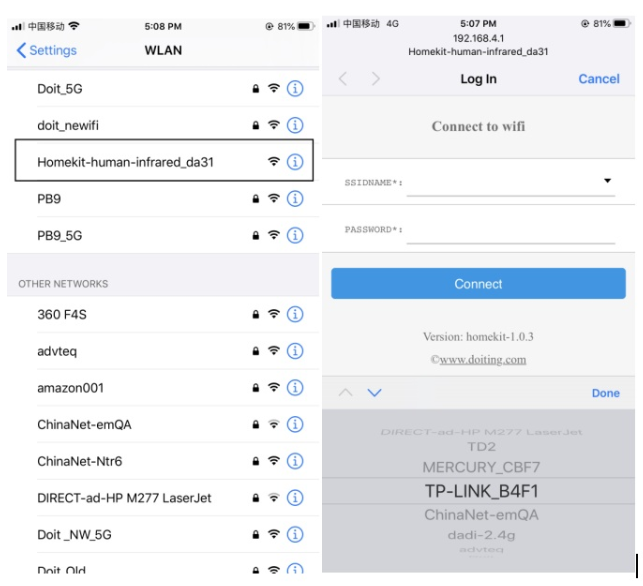 中国移动
5:08 PM
81%
Settings
WLAN
Doit_5G
doit_newifi
Homekit-human-infrared_da31
PB9
PB9_5G
OTHER NETWORKS
360 F4S
advteq
amazon001
ChinaNet-emQA
ChinaNet-Ntr6
DIRECT-ad-HP M277 LaserJet
Doit _NW_5G
Doit_Old
中国移动 4G
5:07 PM
81%
192.168.4.1
Homekit-human-infrared_da31
Log In
Cancel
Connect to wifi
SSIDNAME*:
PASSWORD*:
Connect
Version: homekit-1.0.3
©www.doiting.com
Done
DIRECT-ad-HP M277 LaserJet
TD2
MERCURY_CBF7
TP-LINK_B4F1
ChinaNet-emQA
dadi-2.4g
advteq